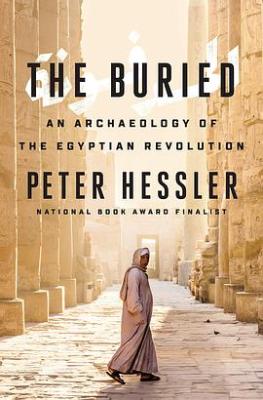 THE BURIED
AN ARCHAEOLOGY OF
THE EGYPTIAN REVOLUTION
PETER HESSLER
NATIONAL BOOK AWARD FINALIST